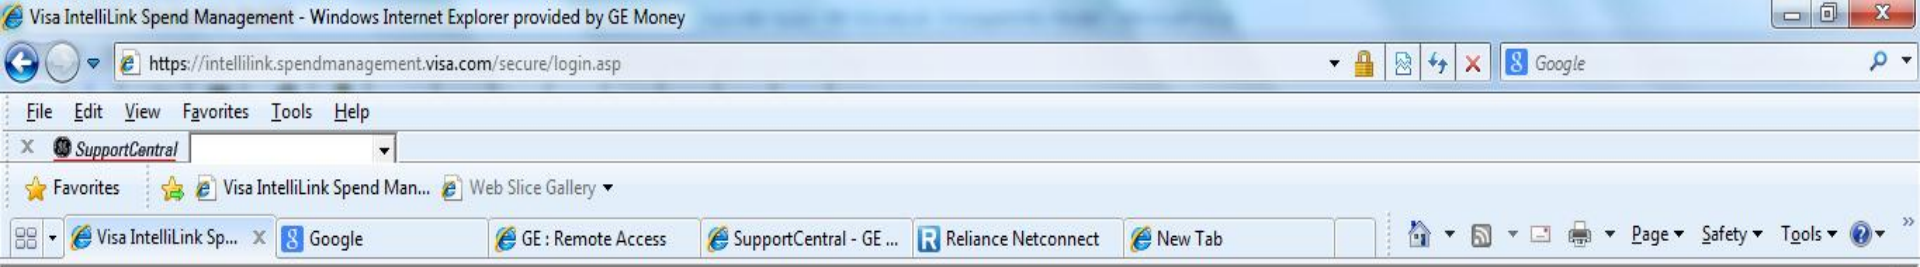 Visa IntelliLink Spend Management - Windows Internet Explorer provided by GE Money
https://intellilink.spendmanagement.visa.com/secure/login.asp Google
File Edit View Favorites Tools Help
X SupportCentral
Favorites Visa IntelliLink Spend Man... Web Slice Gallery
Visa IntelliLink Sp... X Google GE : Remote Access SupportCentral - GE ... Reliance Netconnect New Tab Page Safety Tools